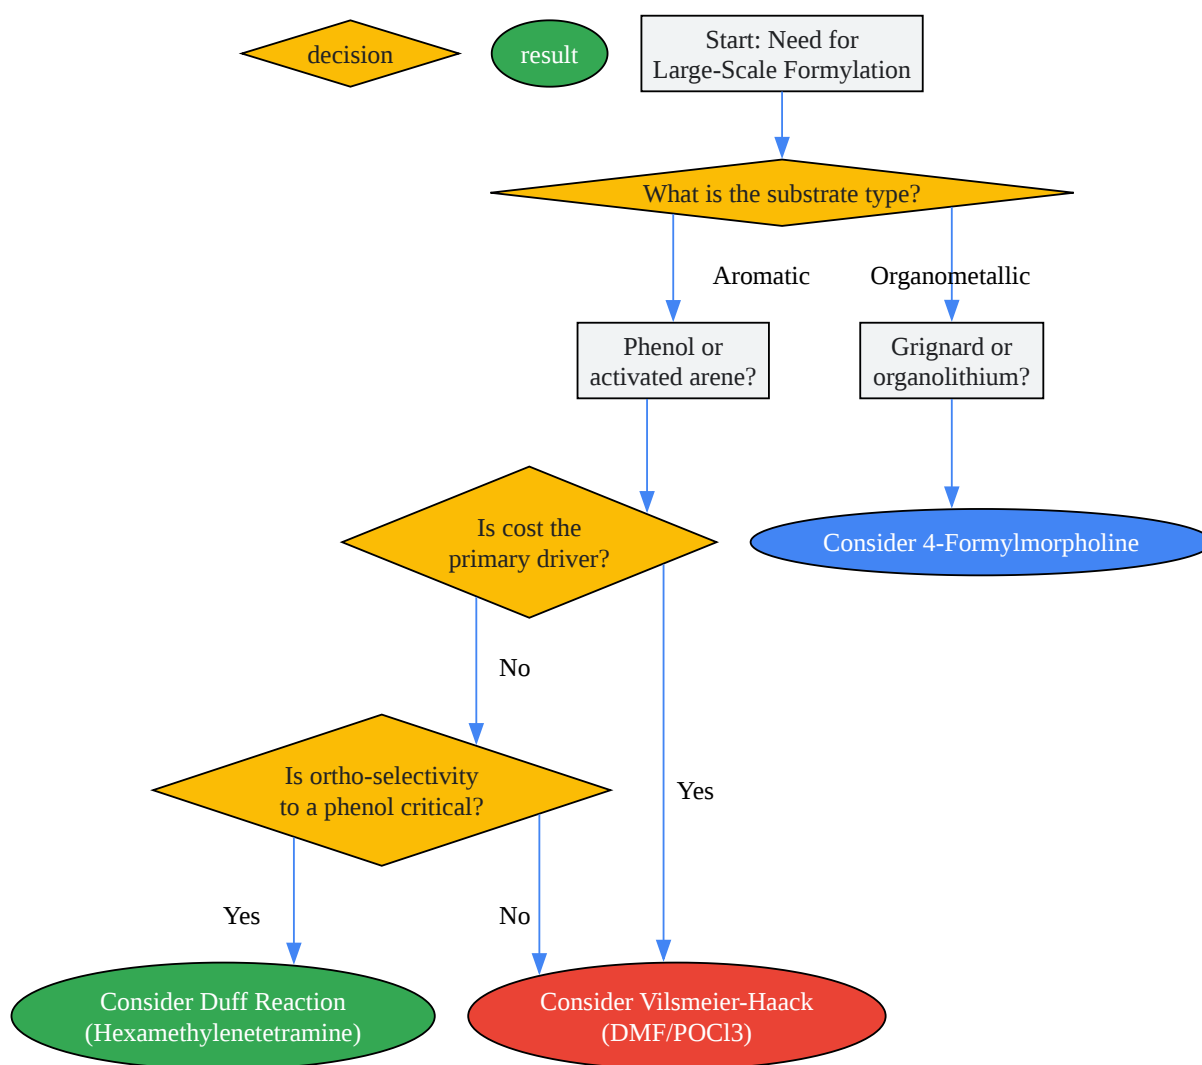 decision
result
Start: Need for
Large-Scale Formylation
What is the substrate type?
Aromatic
Organometallic
Phenol or
activated arene?
Grignard or
organolithium?
Is cost the
primary driver?
Consider 4-Formylmorpholine
No
Is ortho-selectivity
to a phenol critical?
Yes
Yes
No
Consider Duff Reaction
(Hexamethylenetetramine)
Consider Vilsmeier-Haack
(DMF/POCl3)